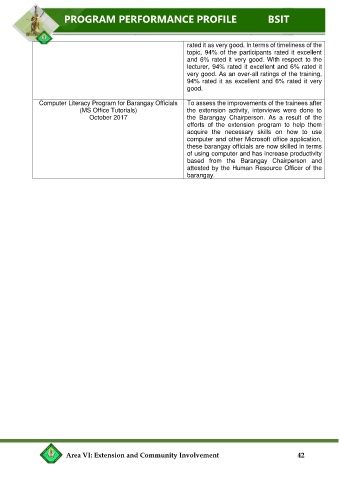 PROGRAM PERFORMANCE PROFILE BSIT
rated it as very good. In terms of timeliness of the
topic, 94% of the participants rated it excellent
and 6% rated it very good. With respect to the
lecturer, 94% rated it excellent and 6% rated it
very good. As an over-all ratings of the training,
94% rated it as excellent and 6% rated it very
good.
Computer Literacy Program for Barangay Officials
(MS Office Tutorials)
October 2017
To assess the improvements of the trainees after
the extension activity, interviews were done to
the Barangay Chairperson. As a result of the
efforts of the extension program to help them
acquire the necessary skills on how to use
computer and other Microsoft office application,
these barangay officials are now skilled in terms
of using computer and has increase productivity
based from the Barangay Chairperson and
attested by the Human Resource Officer of the
barangay.
Area VI: Extension and Community Involvement 42